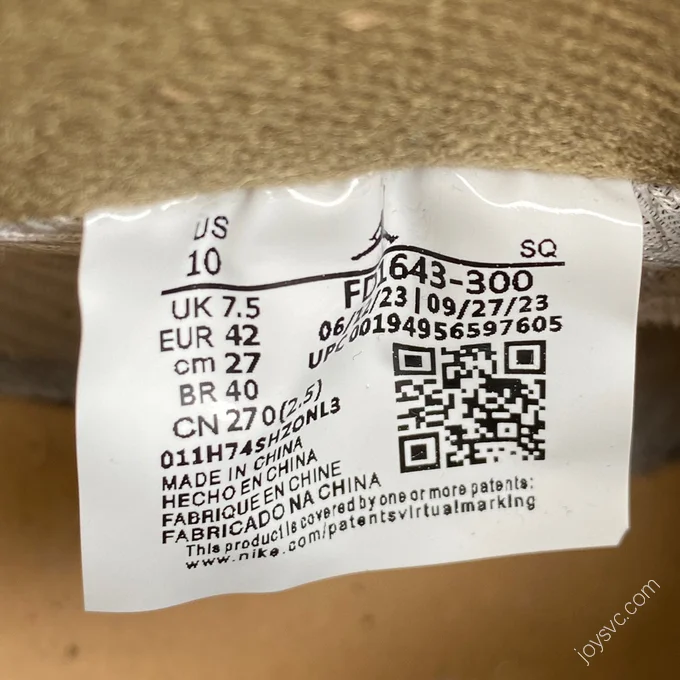 US
10
SQ
FD1643-300
06/12/23 | 09/27/23
UPC 00194956597605
UK 7.5
EUR 42
cm 27
BR 40
CN 270(2.5)
011H74SHZONL3
MADE IN CHINA
HECHO EN CHINA
FABRIQUE EN CHINE
FABRICADO NA CHINA
This product is covered by one or more patents:
www.nike.com/patentsvirtualmarking
joysvc.com